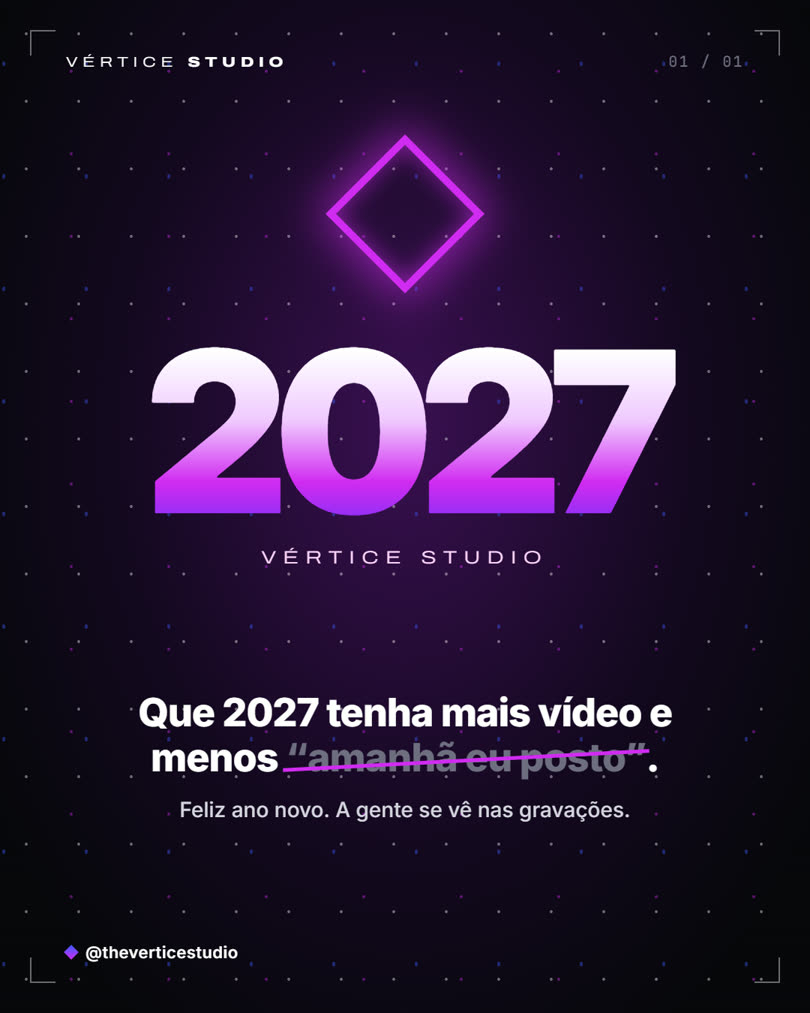 VÉRTICE STUDIO
01 / 01
2027
VÉRTICE STUDIO
Que 2027 tenha mais vídeo e
menos “amanhã eu posto”.
Feliz ano novo. A gente se vê nas gravações.
@theverticestudio